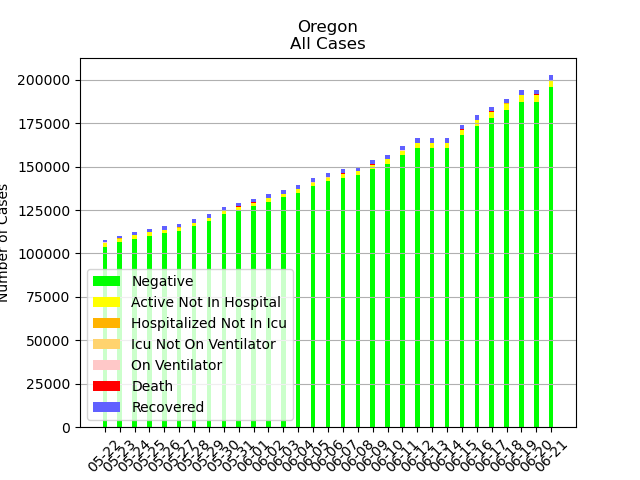 Oregon
All Cases
200000
175000
150000
125000
100000
75000
50000
25000
0
Number of Cases
Negative
Active Not In Hospital
Hospitalized Not In Icu
Icu Not On Ventilator
On Ventilator
Death
Recovered
05-22 05-23 05-24 05-25 05-26 05-27 05-28 05-29 05-30 05-31 06-01 06-02 06-03 06-04 06-05 06-06 06-07 06-08 06-09 06-10 06-11 06-12 06-13 06-14 06-15 06-16 06-17 06-18 06-19 06-20 06-21